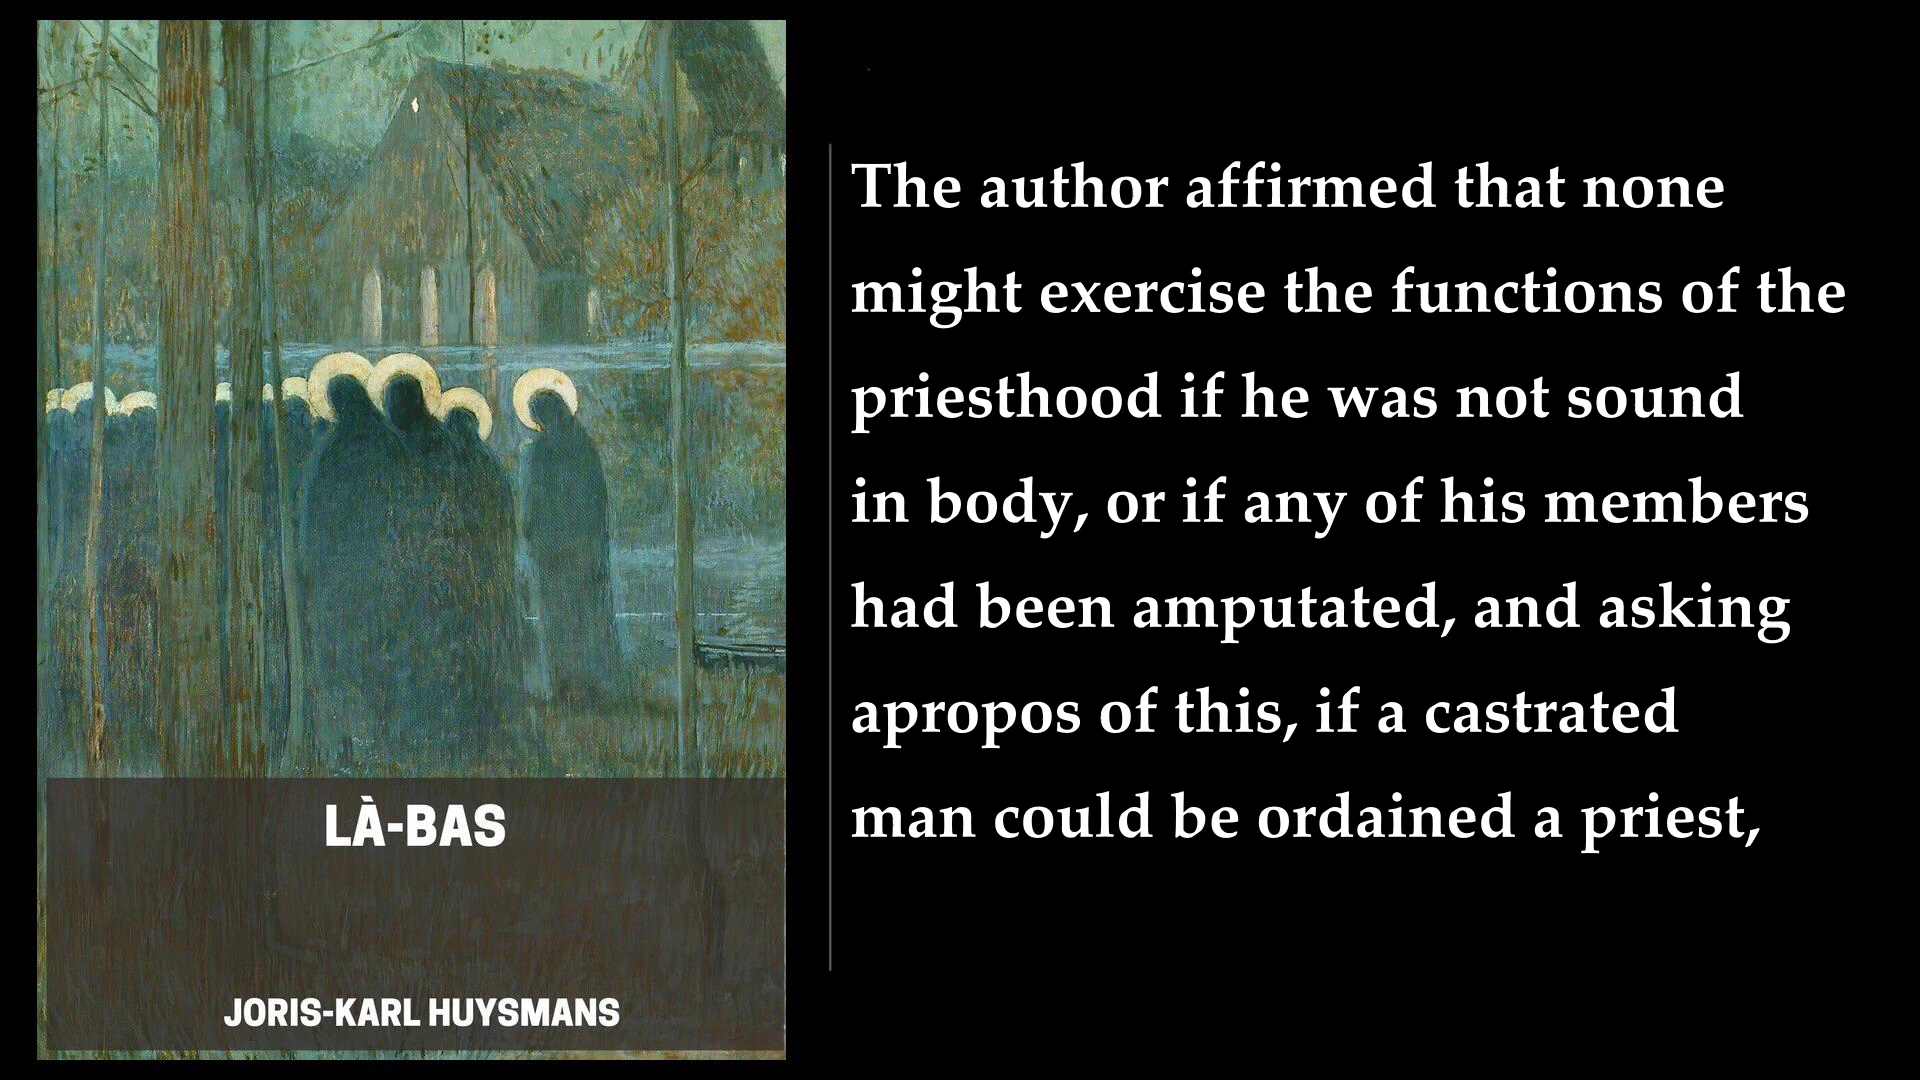 LÀ-BAS
JORIS-KARL HUYSMANS
The author affirmed that none
might exercise the functions of the
priesthood if he was not sound
in body, or if any of his members
had been amputated, and asking
apropos of this, if a castrated
man could be ordained a priest,